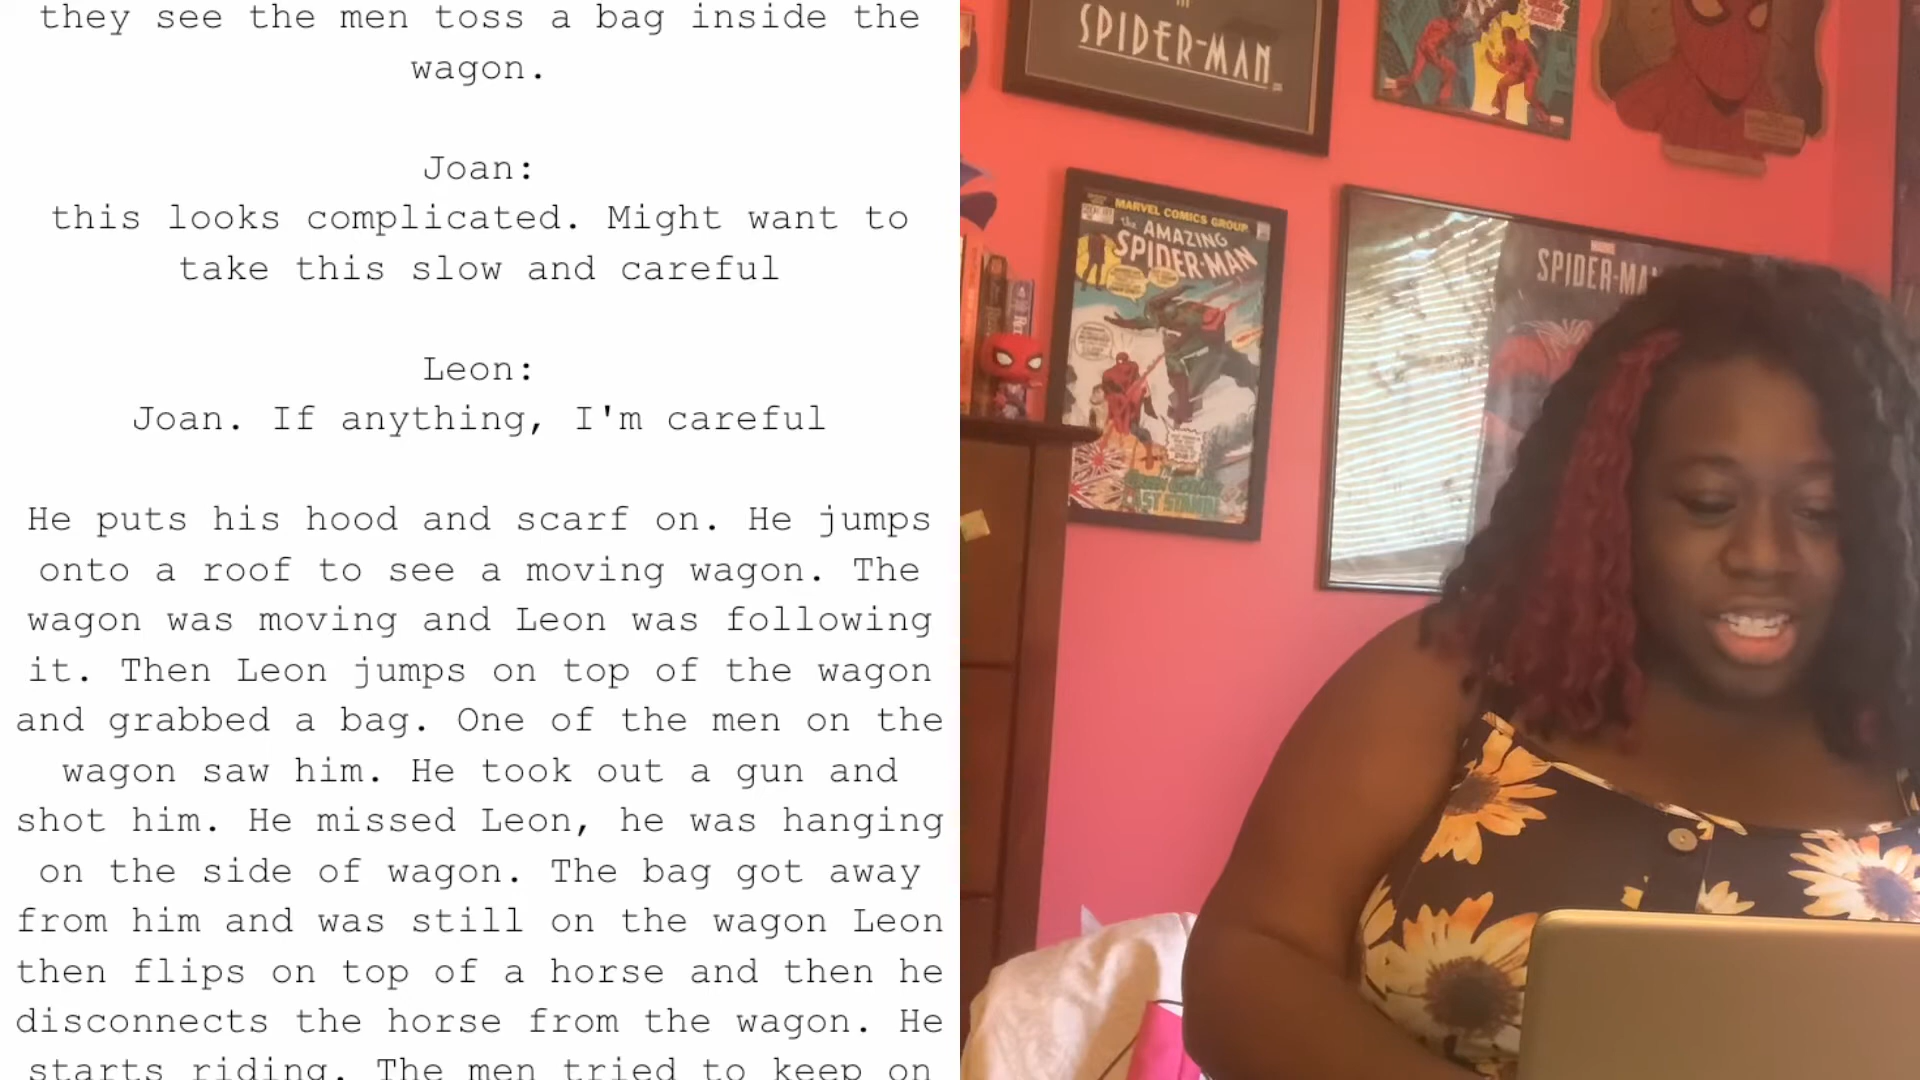 they see the men toss a bag inside the
wagon.
Joan:
this looks complicated. Might want to
take this slow and careful
Leon:
Joan. If anything, I'm careful
He puts his hood and scarf on. He jumps
onto a roof to see a moving wagon. The
wagon was moving and Leon was following
it. Then Leon jumps on top of the wagon
and grabbed a bag. One of the men on the
wagon saw him. He took out a gun and
shot him. He missed Leon, he was hanging
on the side of wagon. The bag got away
from him and was still on the wagon Leon
then flips on top of a horse and then he
disconnects the horse from the wagon. He
starts riding. The men tried to keep on
SPIDER-MAN
MARVEL COMICS GROUP
the AMAZING
SPIDER-MAN
LAST STAND!
MARVEL
SPIDER-MAN